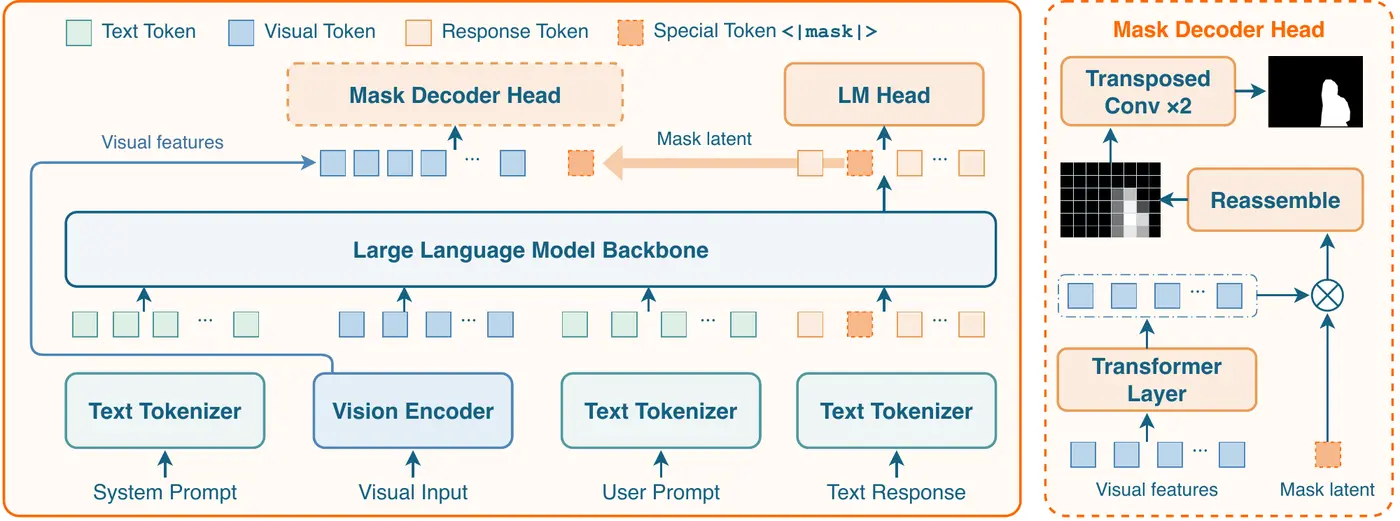 Text Token
Visual Token
Response Token
Special Token <|mask|>
Mask Decoder Head
LM Head
Visual features
...
Mask latent
...
Large Language Model Backbone
...
...
...
...
Text Tokenizer
Vision Encoder
Text Tokenizer
Text Tokenizer
System Prompt
Visual Input
User Prompt
Text Response
Mask Decoder Head
Transposed
Conv ×2
Reassemble
...
Transformer
Layer
...
Visual features
Mask latent